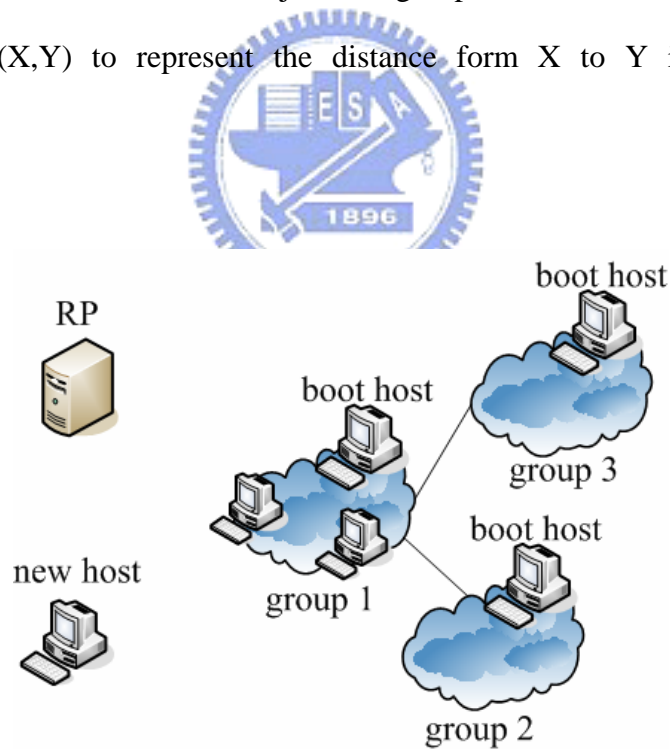 (X,Y) to represent the distance form X to Y
E S A
1896
boot host
RP
boot host
group 3
boot host
new host
group 1
group 2